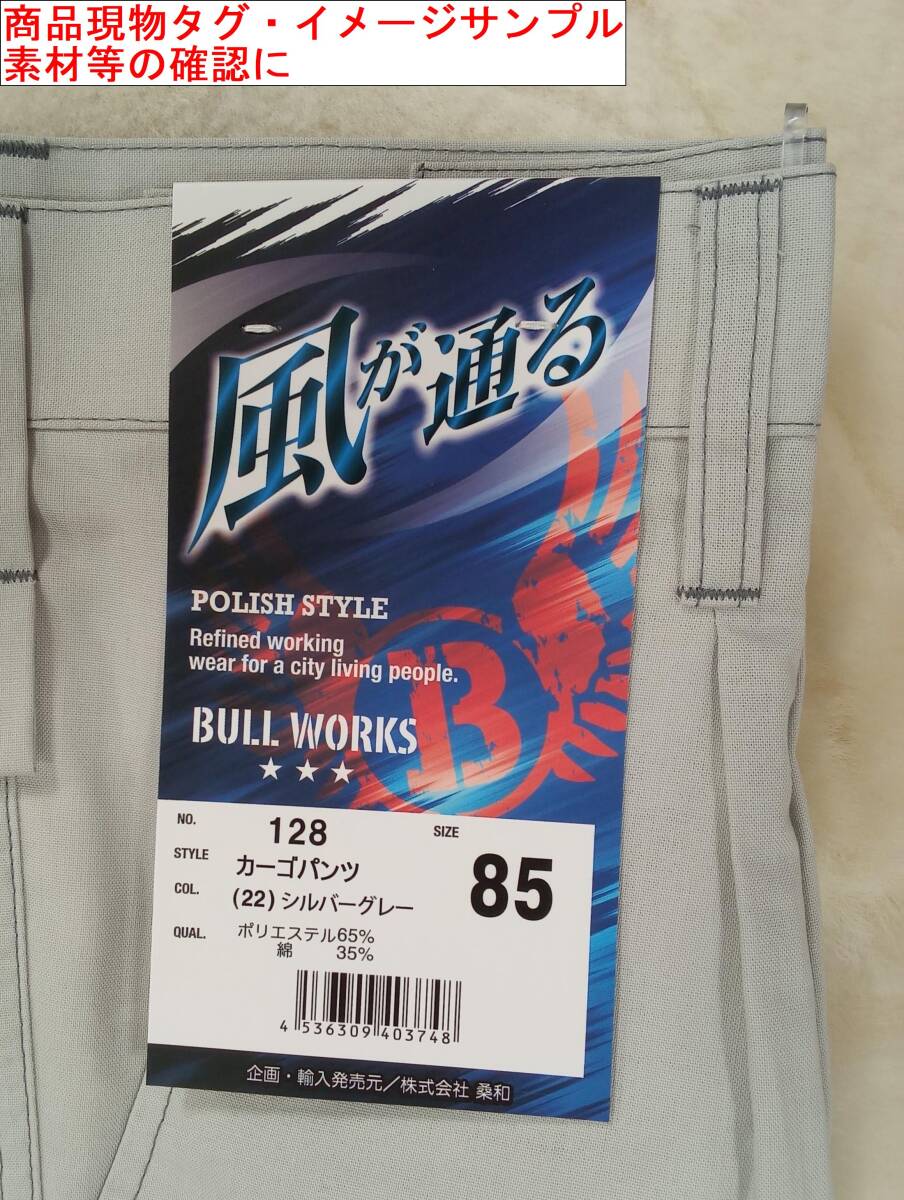 商品現物タグ・イメージサンプル
素材等の確認に
風が通る
POLISH STYLE
Refined working
wear for a city living people.
B
BULL WORKS
★★★
NO. 128
SIZE 85
STYLE カーゴパンツ
COL. (22)シルバーグレー
QUAL. ポリエステル65%
綿 35%
4 536309 403748
企画・輸入発売元/株式会社 桑和